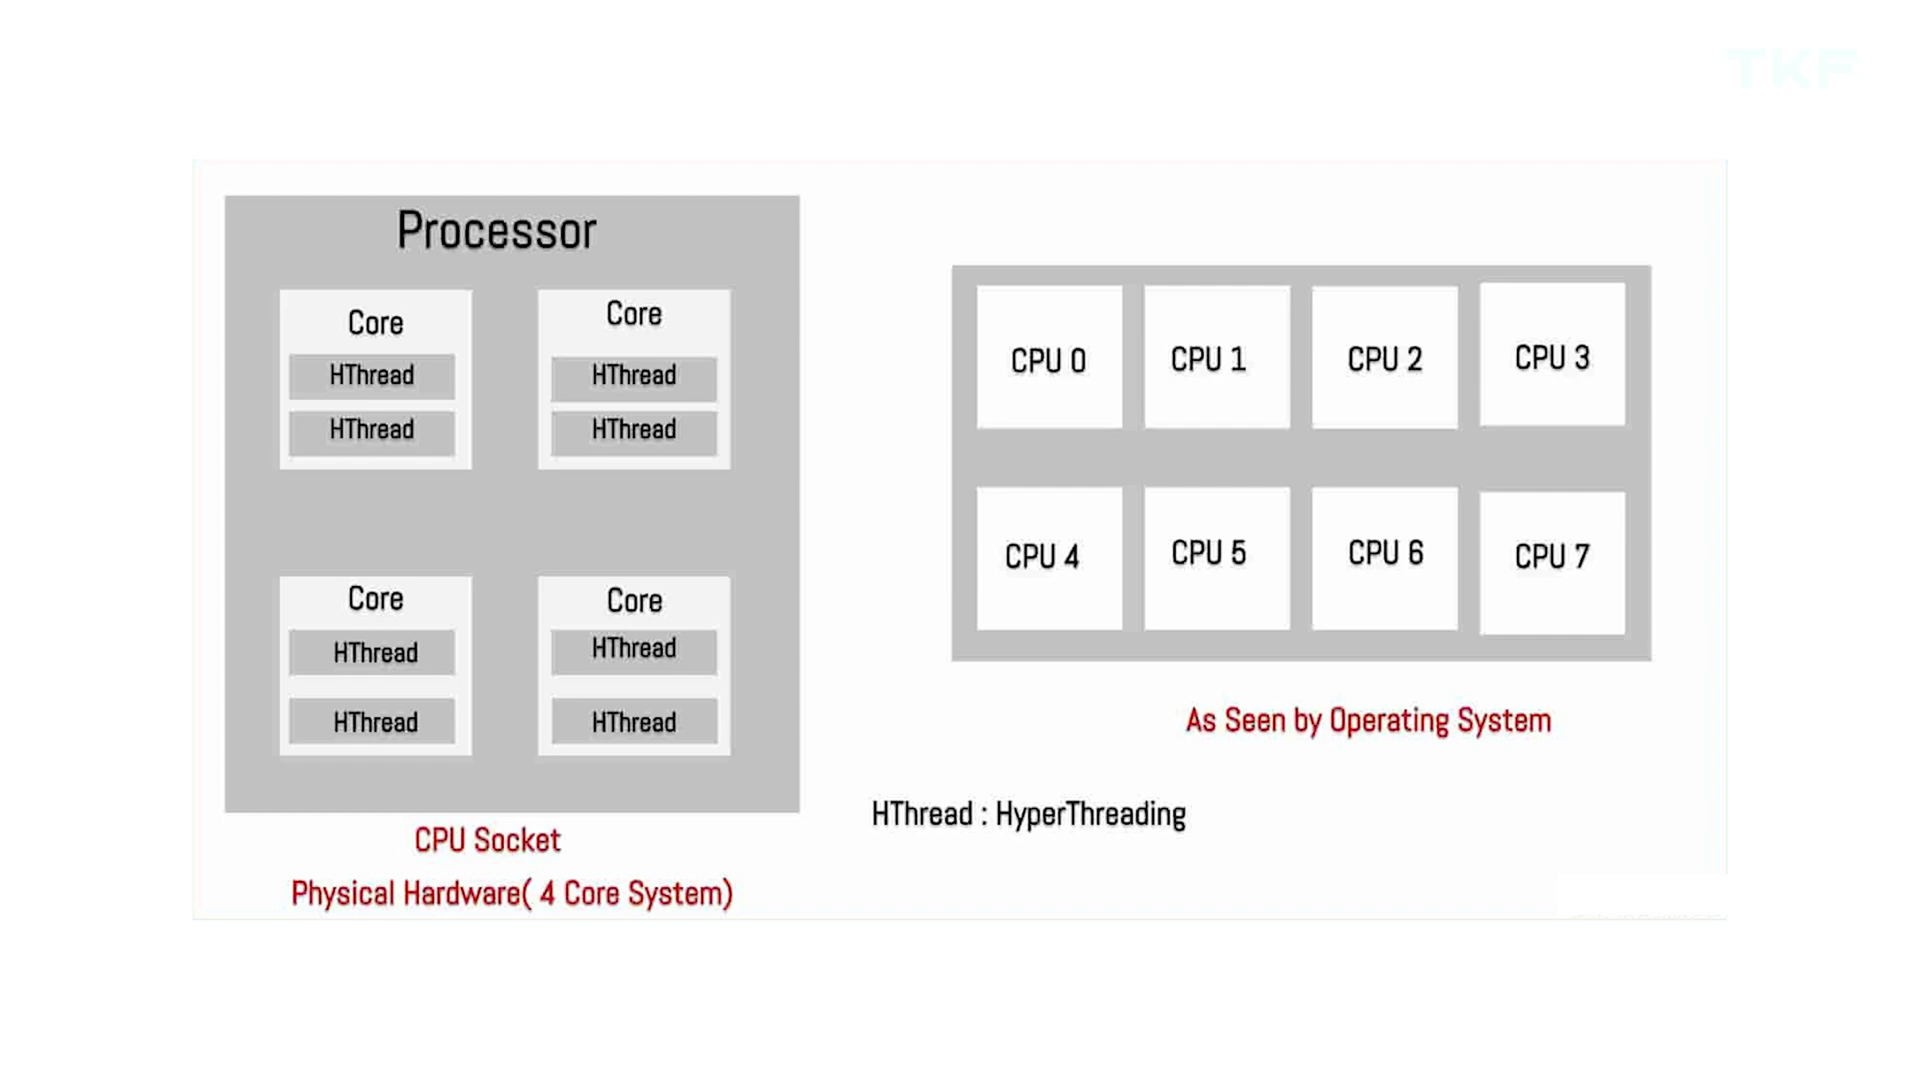 TKF
Processor
Core
HThread
HThread
Core
HThread
HThread
Core
HThread
HThread
Core
HThread
HThread
CPU Socket
Physical Hardware( 4 Core System)
CPU 0
CPU 1
CPU 2
CPU 3
CPU 4
CPU 5
CPU 6
CPU 7
As Seen by Operating System
HThread : HyperThreading